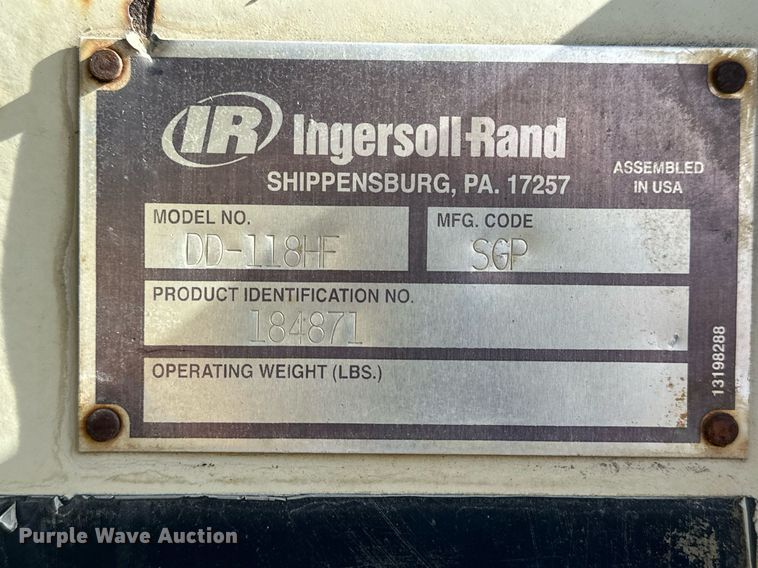 IR Ingersoll-Rand
SHIPPENSBURG, PA. 17257
ASSEMBLED
IN USA
MODEL NO.
DD-118HF
MFG. CODE
SGP
PRODUCT IDENTIFICATION NO.
184871
OPERATING WEIGHT (LBS.)
13198288
Purple Wave Auction